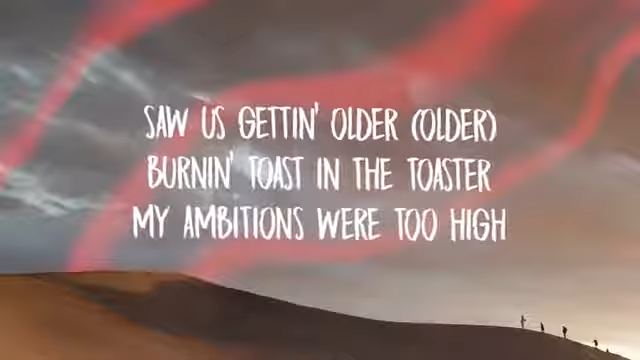 SAW US GETTIN' OLDER (OLDER)
BURNIN' TOAST IN THE TOASTER
MY AMBITIONS WERE TOO HIGH